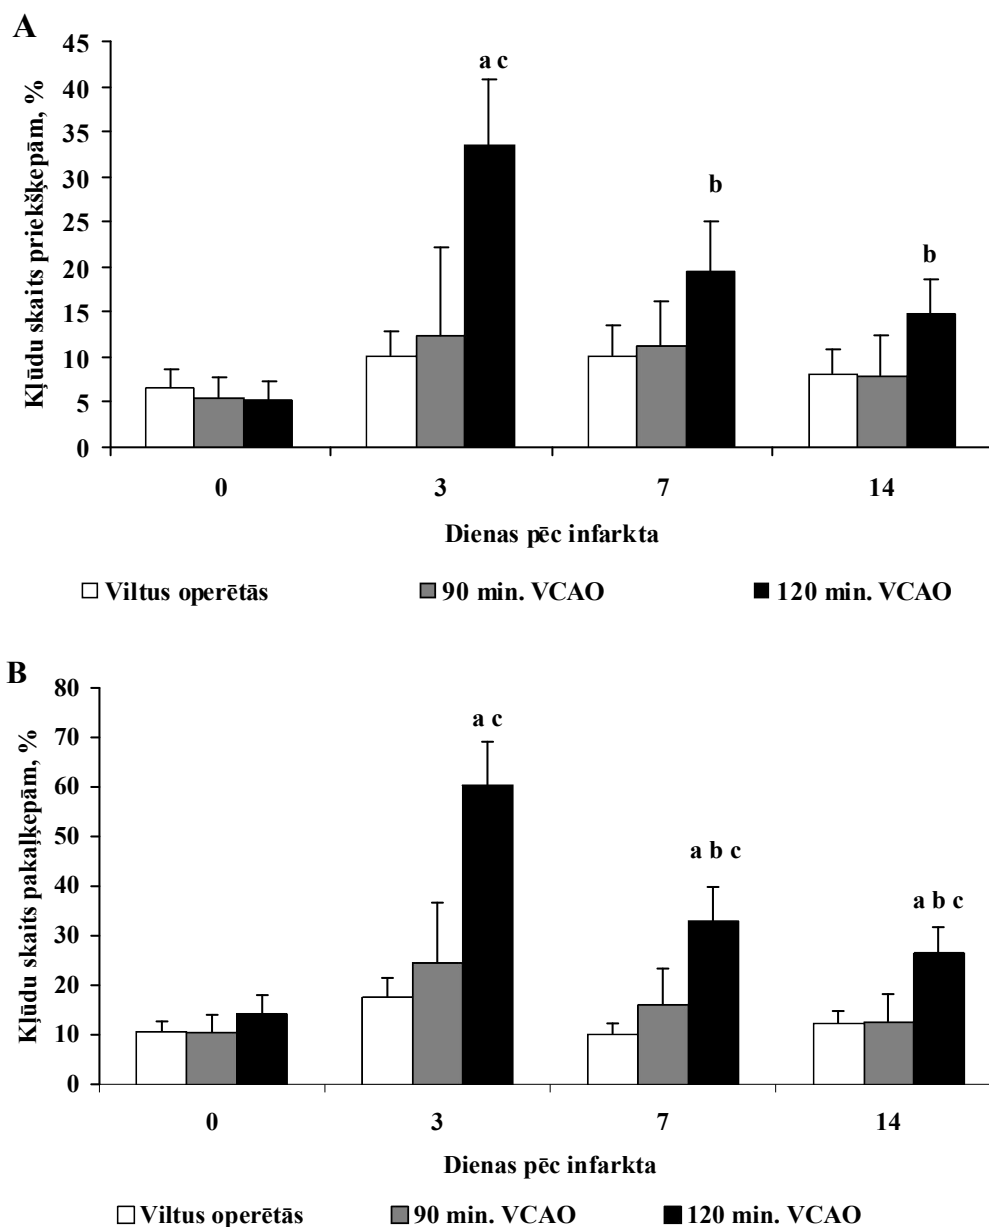 A
Kļūdu skaits priekšķepām, %
45
40
35
30
25
20
15
10
5
0
a c
b
b
0 3 7 14
Dienas pēc infarkta
Viltus operētās 90 min. VCAO 120 min. VCAO
B
Kļūdu skaits pakaļķepām, %
80
70
60
50
40
30
20
10
0
a c
a b c
a b c
0 3 7 14
Dienas pēc infarkta
Viltus operētās 90 min. VCAO 120 min. VCAO